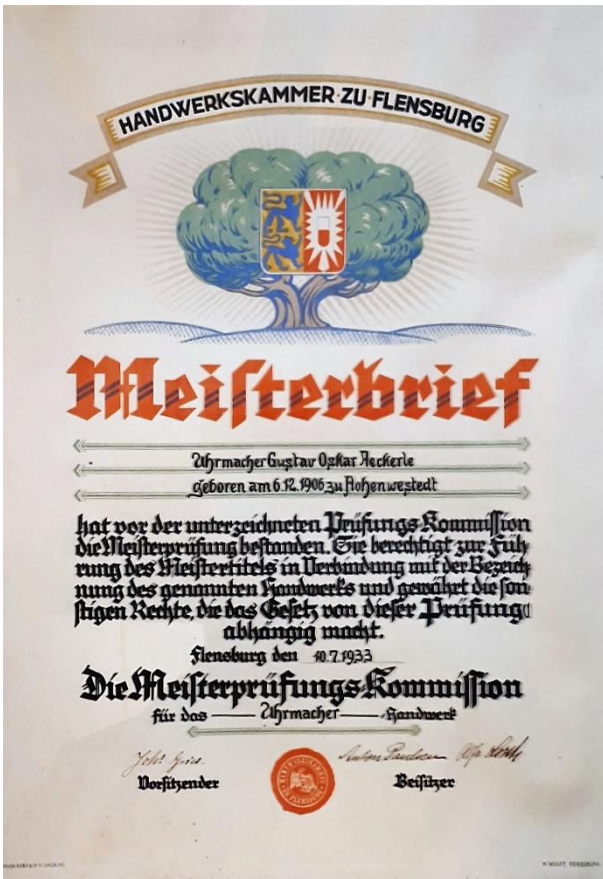 HANDWERKSKAMMER·ZU·FLENSBURG
Meiſterbrief
Uhrmacher Gustav Oskar Aeckerle
geboren am 6.12.1906 zu Hohenwestedt
hat vor der unterzeichneten Prüfungs-Kommiſſion
die Meiſterprüfung beſtanden. Sie berechtigt zur Füh-
rung des Meiſtertitels in Verbindung mit der Bezeich-
nung des genannten Handwerks und gewährt die ſon-
ſtigen Rechte, die das Geſetz von dieſer Prüfung
abhängig macht.
Flensburg den 10.7.1933
Die Meiſterprüfungs-Kommiſſion
für das Uhrmacher Handwerk
Vorſitzender Beiſitzer